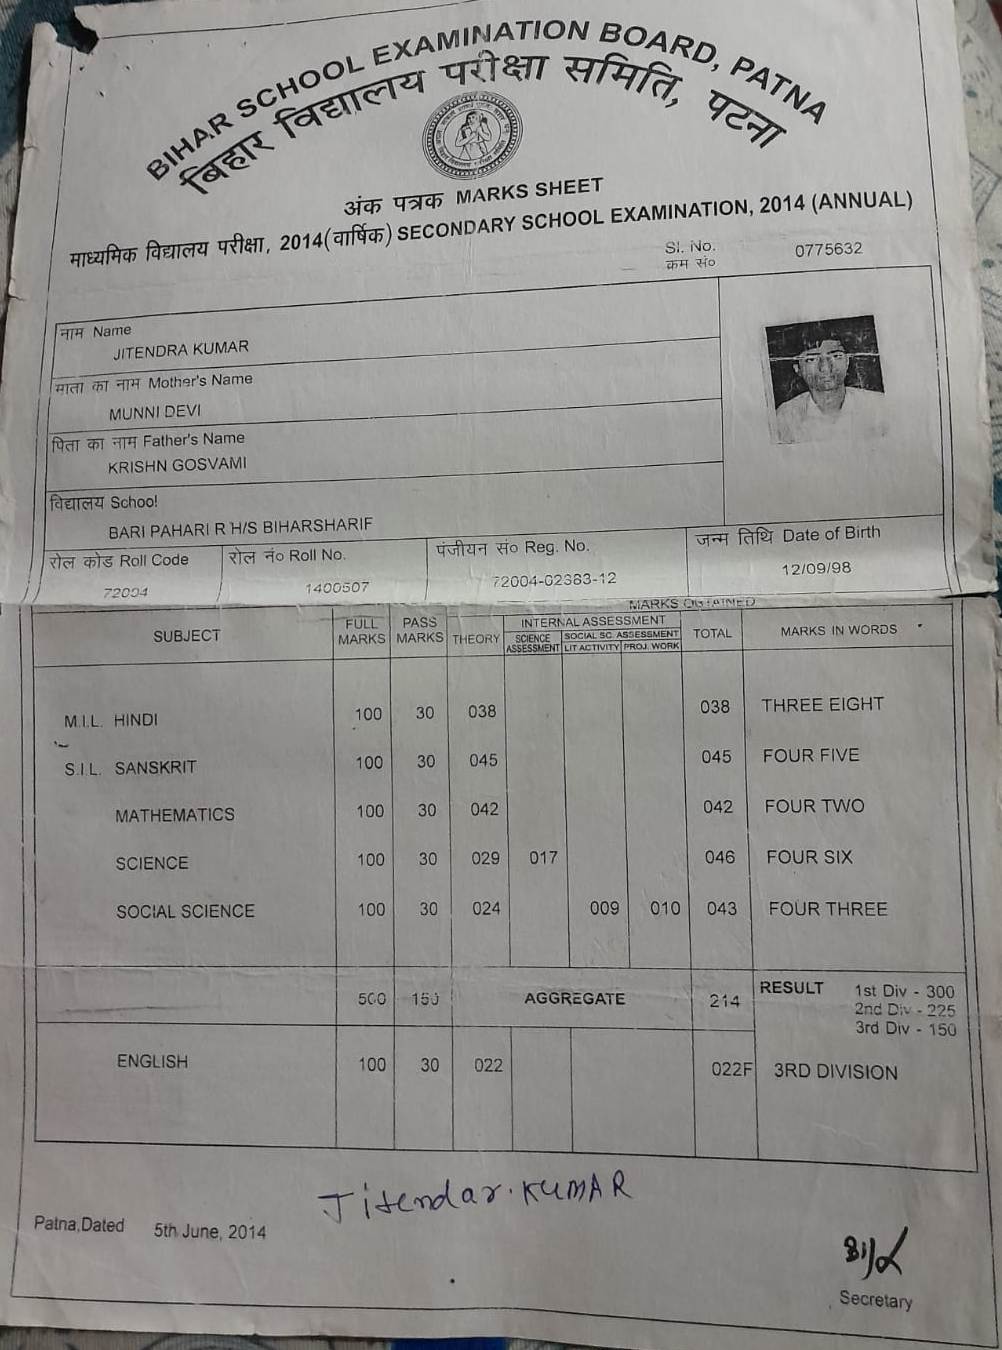 BIHAR SCHOOL EXAMINATION BOARD, PATNA
बिहार विद्यालय परीक्षा समिति, पटना
अंक पत्रक MARKS SHEET
माध्यमिक विद्यालय परीक्षा, 2014(वार्षिक) SECONDARY SCHOOL EXAMINATION, 2014 (ANNUAL)
Sl. No. 0775632
क्रम सं०
नाम Name
JITENDRA KUMAR
माता का नाम Mother's Name
MUNNI DEVI
पिता का नाम Father's Name
KRISHN GOSVAMI
विद्यालय School
BARI PAHARI R H/S BIHARSHARIF
रोल कोड Roll Code रोल नं० Roll No. पंजीयन सं० Reg. No. जन्म तिथि Date of Birth
72004 1400507 72004-02383-12 12/09/98
MARKS OBTAINED
SUBJECT FULL MARKS PASS MARKS THEORY INTERNAL ASSESSMENT TOTAL MARKS IN WORDS
SCIENCE ASSESSMENT SOCIAL SC. ASSESSMENT
LIT ACTIVITY PROJ. WORK
M.I.L. HINDI 100 30 038 038 THREE EIGHT
S.I.L. SANSKRIT 100 30 045 045 FOUR FIVE
MATHEMATICS 100 30 042 042 FOUR TWO
SCIENCE 100 30 029 017 046 FOUR SIX
SOCIAL SCIENCE 100 30 024 009 010 043 FOUR THREE
500 150 AGGREGATE 214 RESULT 1st Div - 300
2nd Div - 225
3rd Div - 150
ENGLISH 100 30 022 022F 3RD DIVISION
Jitendar. KUMAR
Patna,Dated 5th June, 2014
Secretary